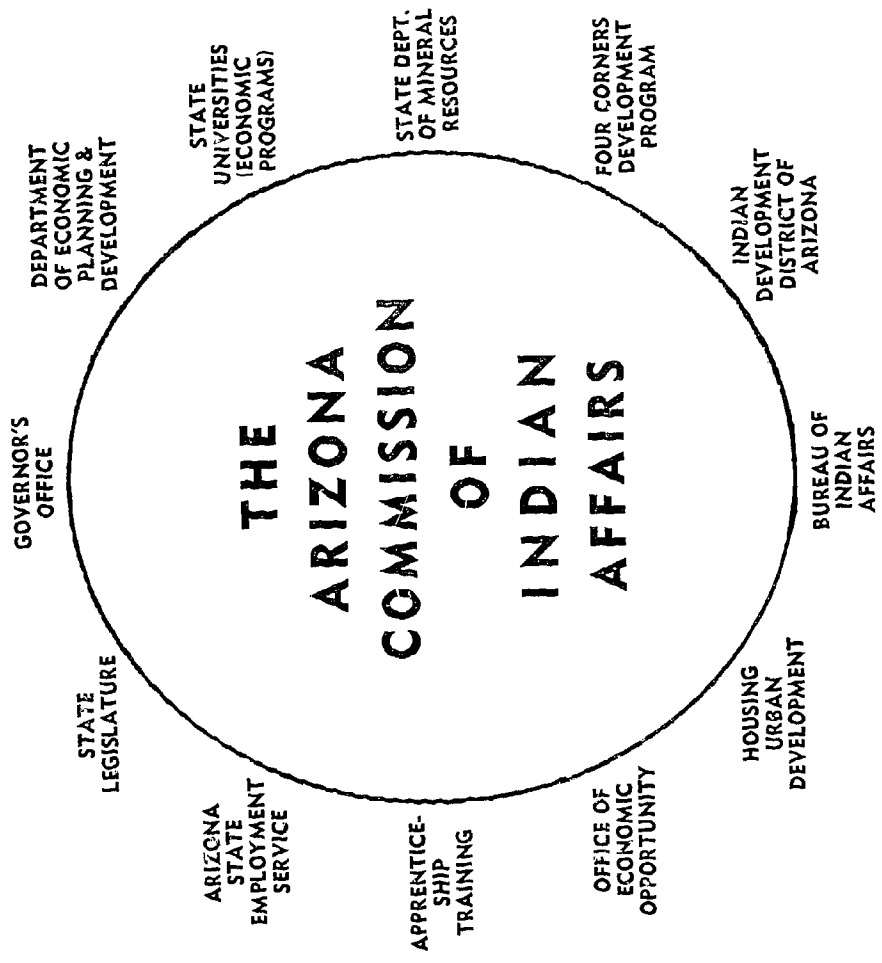 GOVERNOR'S
OFFICE
DEPARTMENT
OF ECONOMIC
PLANNING &
DEVELOPMENT
STATE
UNIVERSITIES
(ECONOMIC
PROGRAMS)
STATE DEPT.
OF MINERAL
RESOURCES
FOUR CORNERS
DEVELOPMENT
PROGRAM
INDIAN
DEVELOPMENT
DISTRICT OF
ARIZONA
BUREAU OF
INDIAN
AFFAIRS
HOUSING
URBAN
DEVELOPMENT
OFFICE OF
ECONOMIC
OPPORTUNITY
APPRENTICE-
SHIP
TRAINING
ARIZONA
STATE
EMPLOYMENT
SERVICE
STATE
LEGISLATURE
THE
ARIZONA
COMMISSION
OF
INDIAN
AFFAIRS